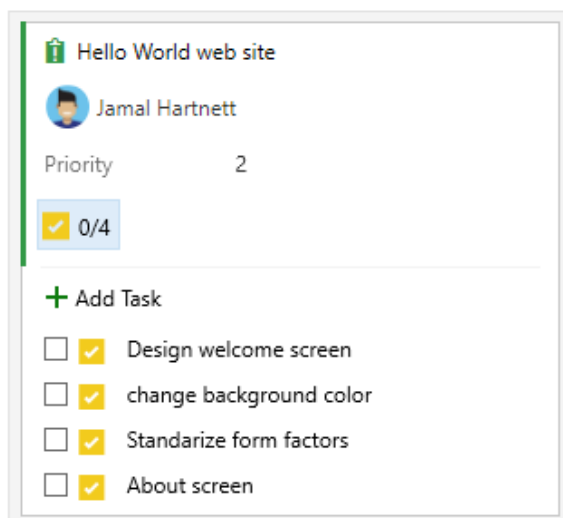 Hello World web site
Jamal Hartnett
Priority 2
0/4
Add Task
Design welcome screen
change background color
Standarize form factors
About screen